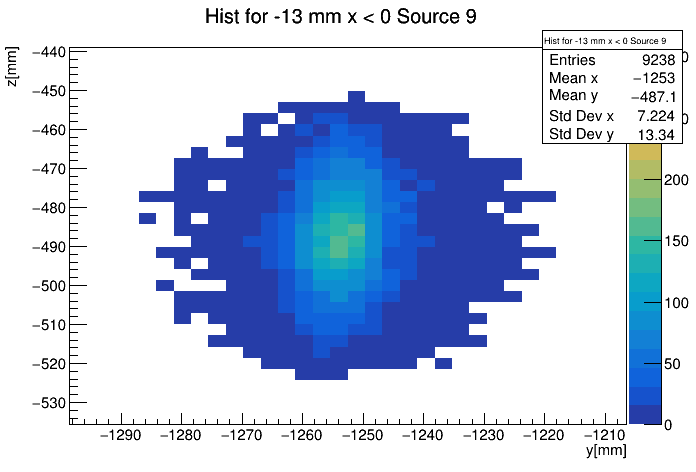 Hist for -13 mm x < 0 Source 9
z[mm]
−440
−450
−460
−470
−480
−490
−500
−510
−520
−530
−1290
−1280
−1270
−1260
−1250
−1240
−1230
−1220
−1210
y[mm]
Hist for -13 mm x < 0 Source 9
Entries 9238
Mean x −1253
Mean y −487.1
Std Dev x 7.224
Std Dev y 13.34
200
150
100
50
0